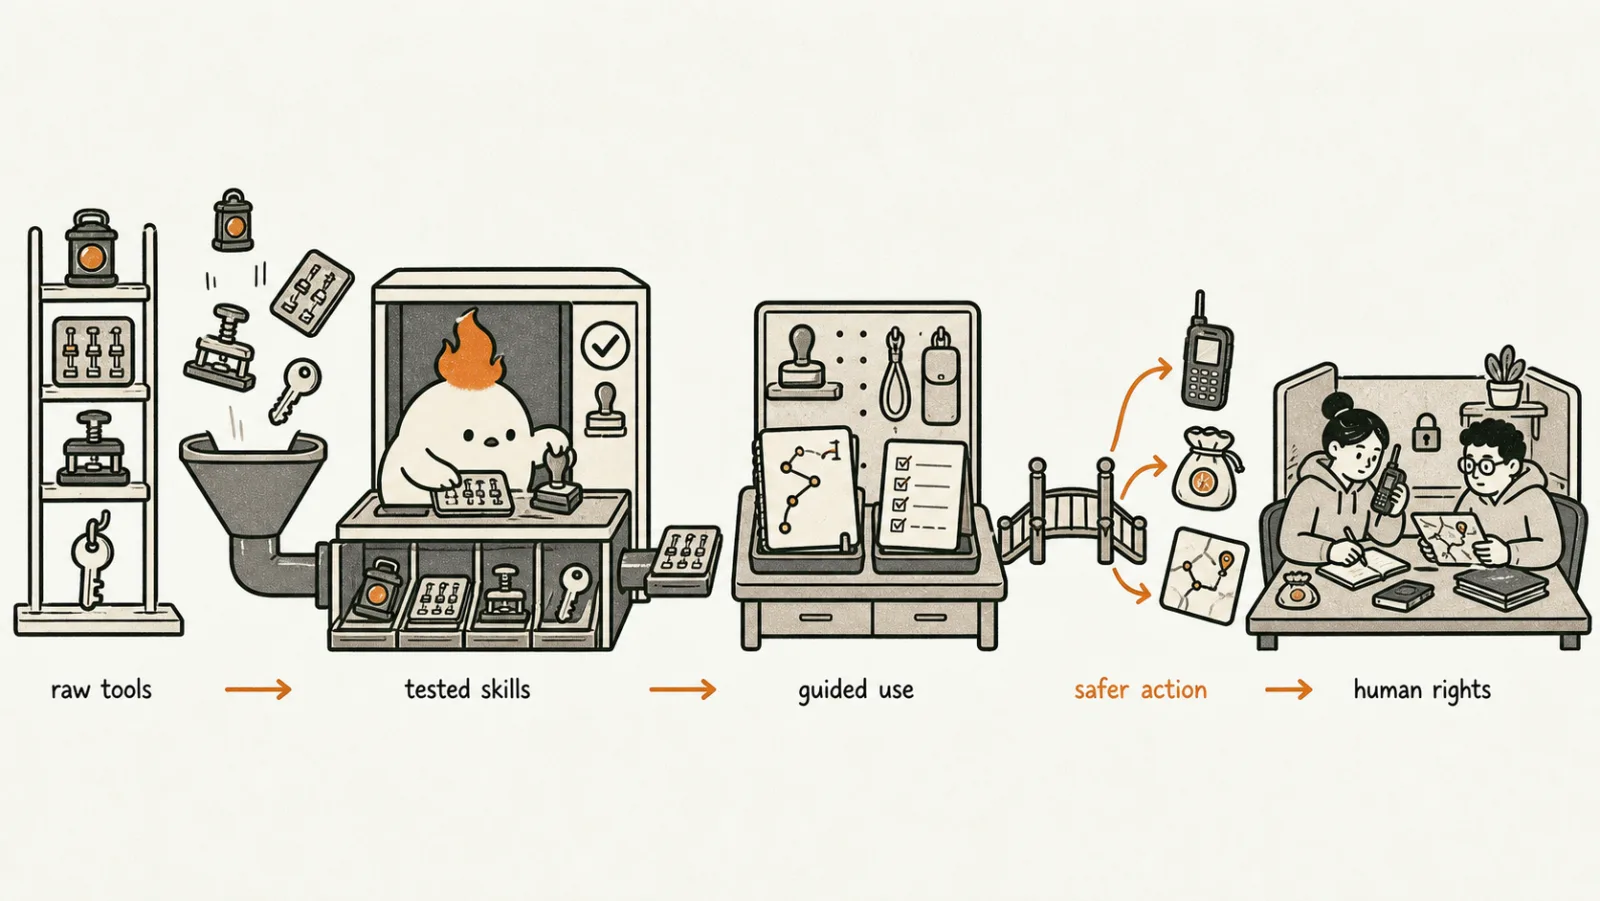 raw tools
tested skills
guided use
safer action
human rights